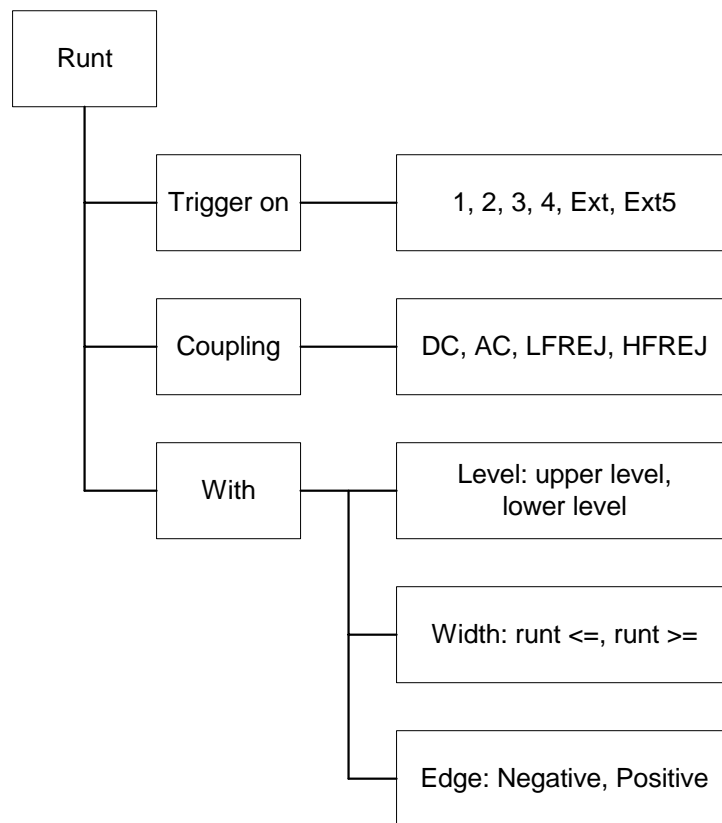 Runt
Trigger on
1, 2, 3, 4, Ext, Ext5
Coupling
DC, AC, LFREJ, HFREJ
With
Level: upper level,
lower level
Width: runt <=, runt >=
Edge: Negative, Positive